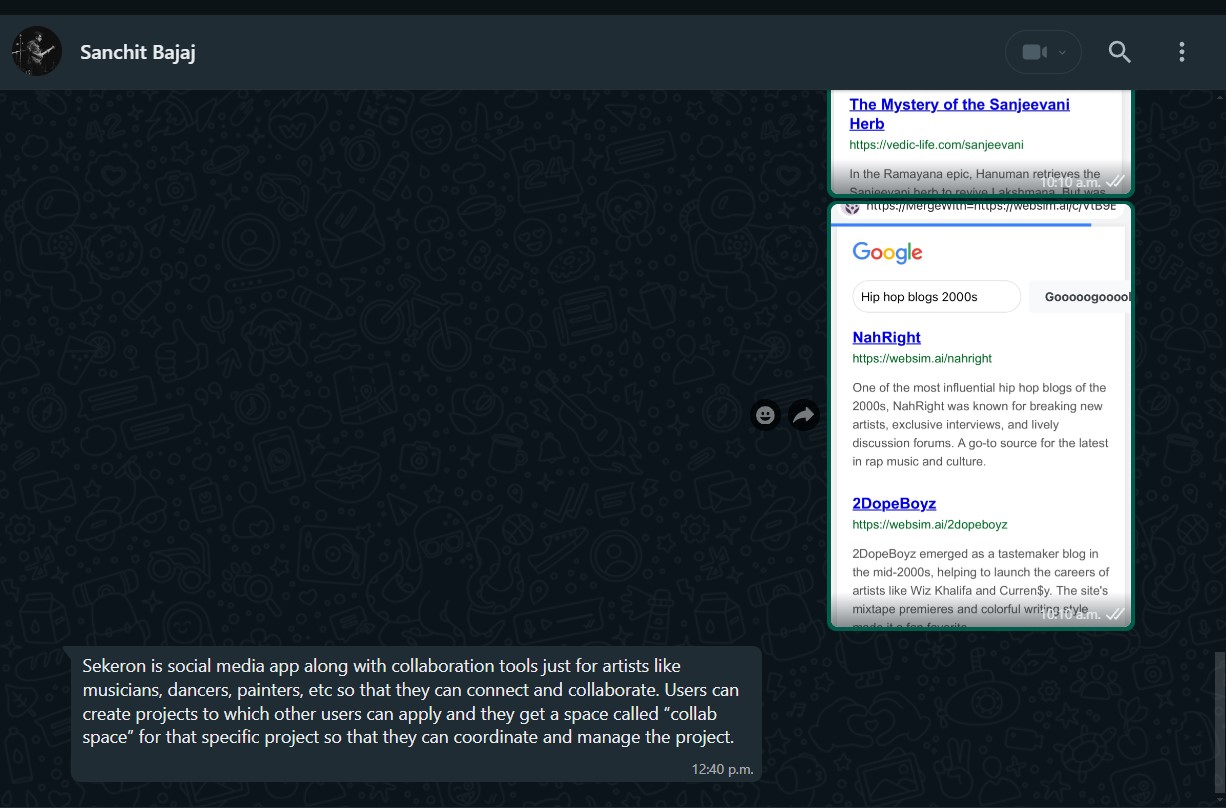 Sanchit Bajaj
The Mystery of the Sanjeevani
Herb
https://vedic-life.com/sanjeevani
In the Ramayana epic, Hanuman retrieves the
Sanjeevani herb to revive Lakshmana. But was
10:10 a.m.
https://MergeWith=https://websim.ai/c/VtB9E
Google
Hip hop blogs 2000s
Gooooogooool
NahRight
https://websim.ai/nahright
One of the most influential hip hop blogs of the
2000s, NahRight was known for breaking new
artists, exclusive interviews, and lively
discussion forums. A go-to source for the latest
in rap music and culture.
2DopeBoyz
https://websim.ai/2dopeboyz
2DopeBoyz emerged as a tastemaker blog in
the mid-2000s, helping to launch the careers of
artists like Wiz Khalifa and Curren$y. The site's
mixtape premieres and colorful writing style
made it a fan favorite
10:10 a.m.
Sekeron is social media app along with collaboration tools just for artists like
musicians, dancers, painters, etc so that they can connect and collaborate. Users can
create projects to which other users can apply and they get a space called “collab
space” for that specific project so that they can coordinate and manage the project.
12:40 p.m.